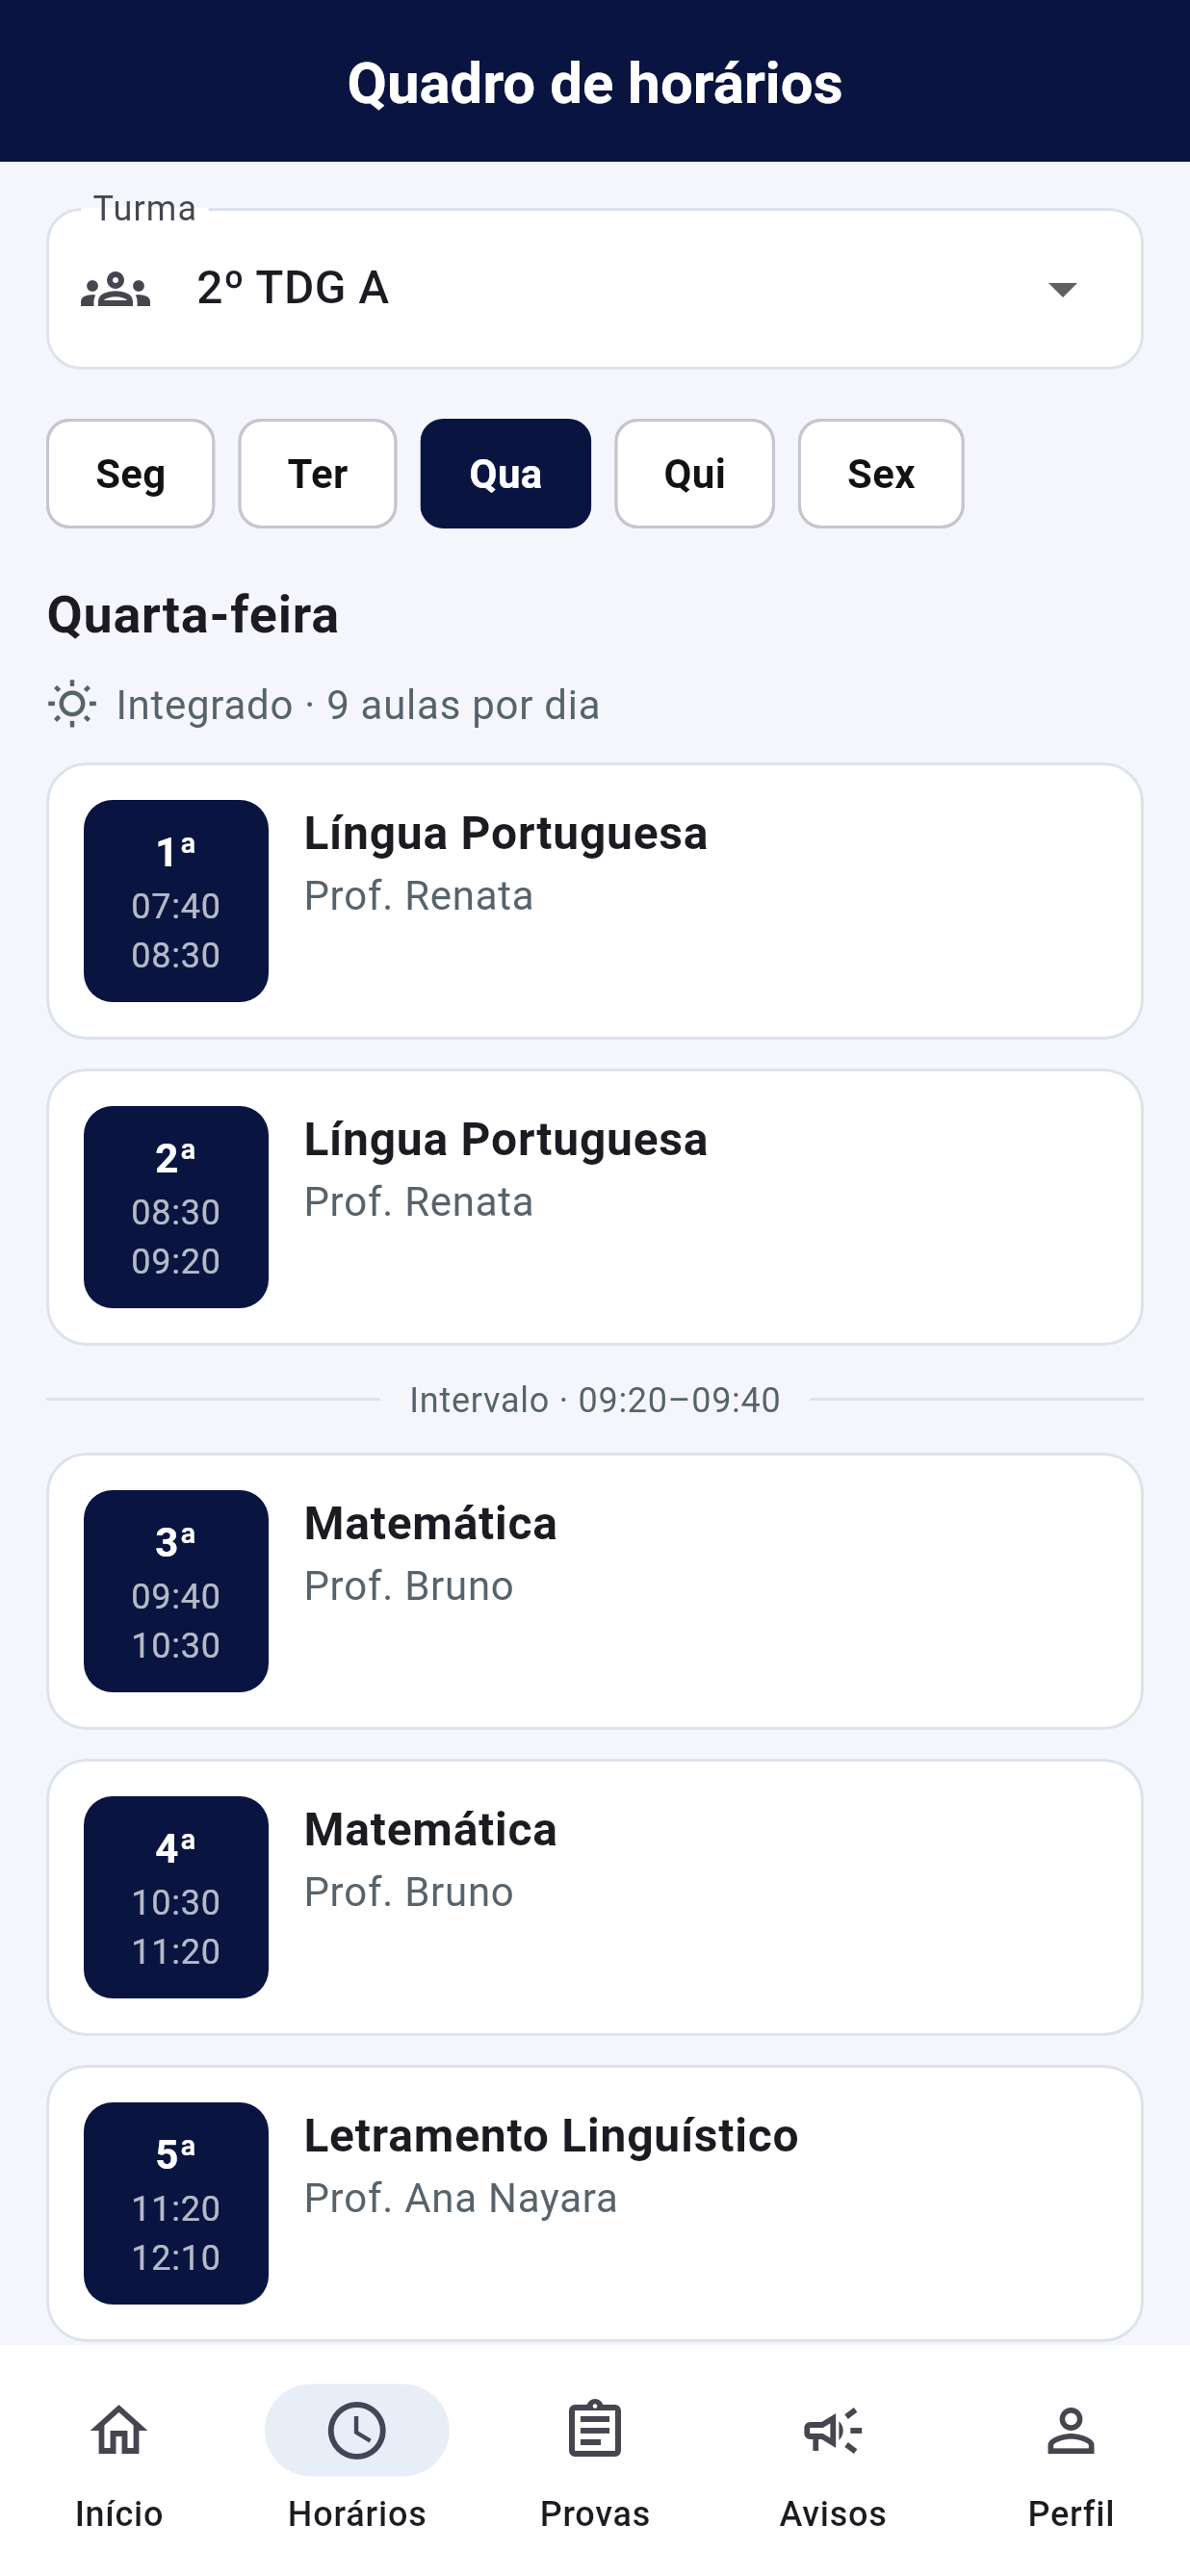 Quadro de horários
Turma
2º TDG A
Seg Ter Qua Qui Sex
Quarta-feira
Integrado · 9 aulas por dia
1ª
07:40
08:30
Língua Portuguesa
Prof. Renata
2ª
08:30
09:20
Língua Portuguesa
Prof. Renata
Intervalo · 09:20–09:40
3ª
09:40
10:30
Matemática
Prof. Bruno
4ª
10:30
11:20
Matemática
Prof. Bruno
5ª
11:20
12:10
Letramento Linguístico
Prof. Ana Nayara
Início Horários Provas Avisos Perfil